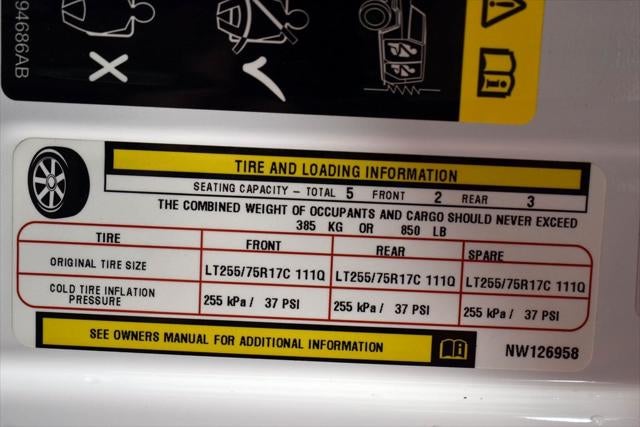 94686AB
TIRE AND LOADING INFORMATION
SEATING CAPACITY - TOTAL 5 FRONT 2 REAR 3
THE COMBINED WEIGHT OF OCCUPANTS AND CARGO SHOULD NEVER EXCEED
385 KG OR 850 LB
TIRE FRONT REAR SPARE
ORIGINAL TIRE SIZE LT255/75R17C 111Q LT255/75R17C 111Q LT255/75R17C 111Q
COLD TIRE INFLATION
PRESSURE 255 kPa / 37 PSI 255 kPa / 37 PSI 255 kPa / 37 PSI
SEE OWNERS MANUAL FOR ADDITIONAL INFORMATION
NW126958